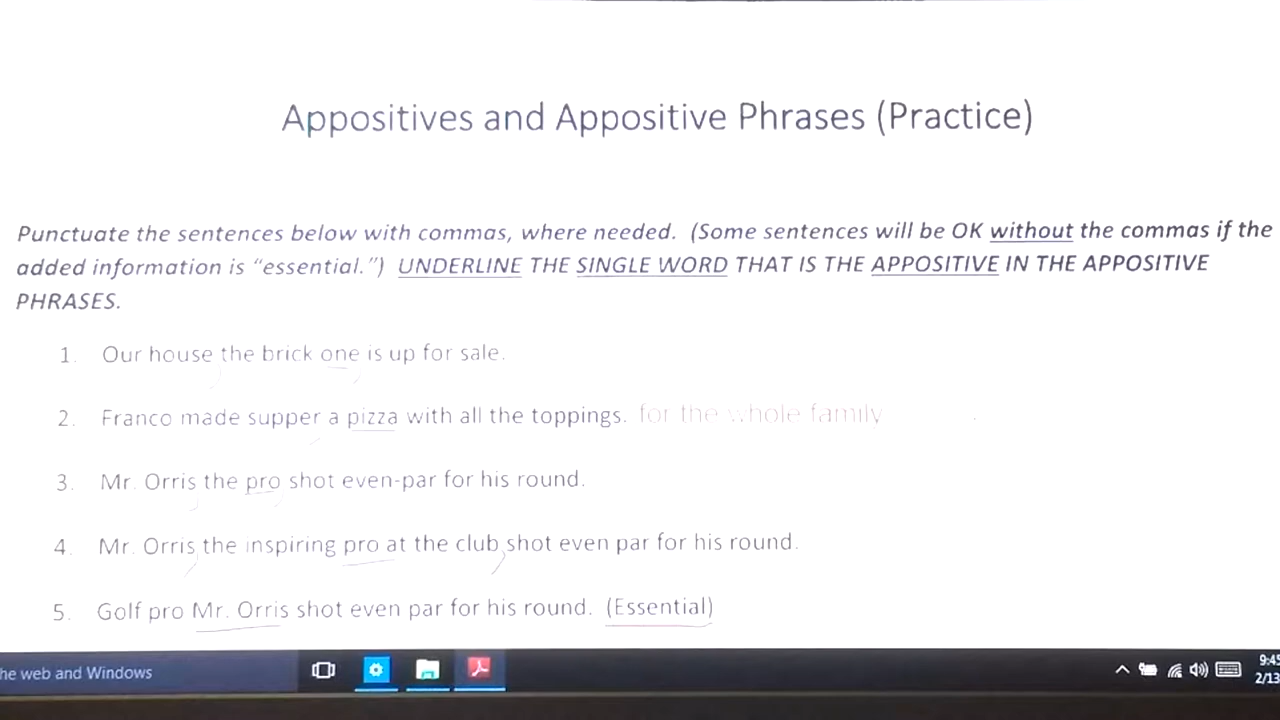 Appositives and Appositive Phrases (Practice)
Punctuate the sentences below with commas, where needed. (Some sentences will be OK without the commas if the
added information is "essential.") UNDERLINE THE SINGLE WORD THAT IS THE APPOSITIVE IN THE APPOSITIVE
PHRASES.
1. Our house, the brick one, is up for sale.
2. Franco made supper, a pizza with all the toppings. for the whole family
3. Mr. Orris, the pro, shot even-par for his round.
4. Mr. Orris, the inspiring pro at the club, shot even par for his round.
5. Golf pro Mr. Orris shot even par for his round. (Essential)
he web and Windows
9:45
2/13